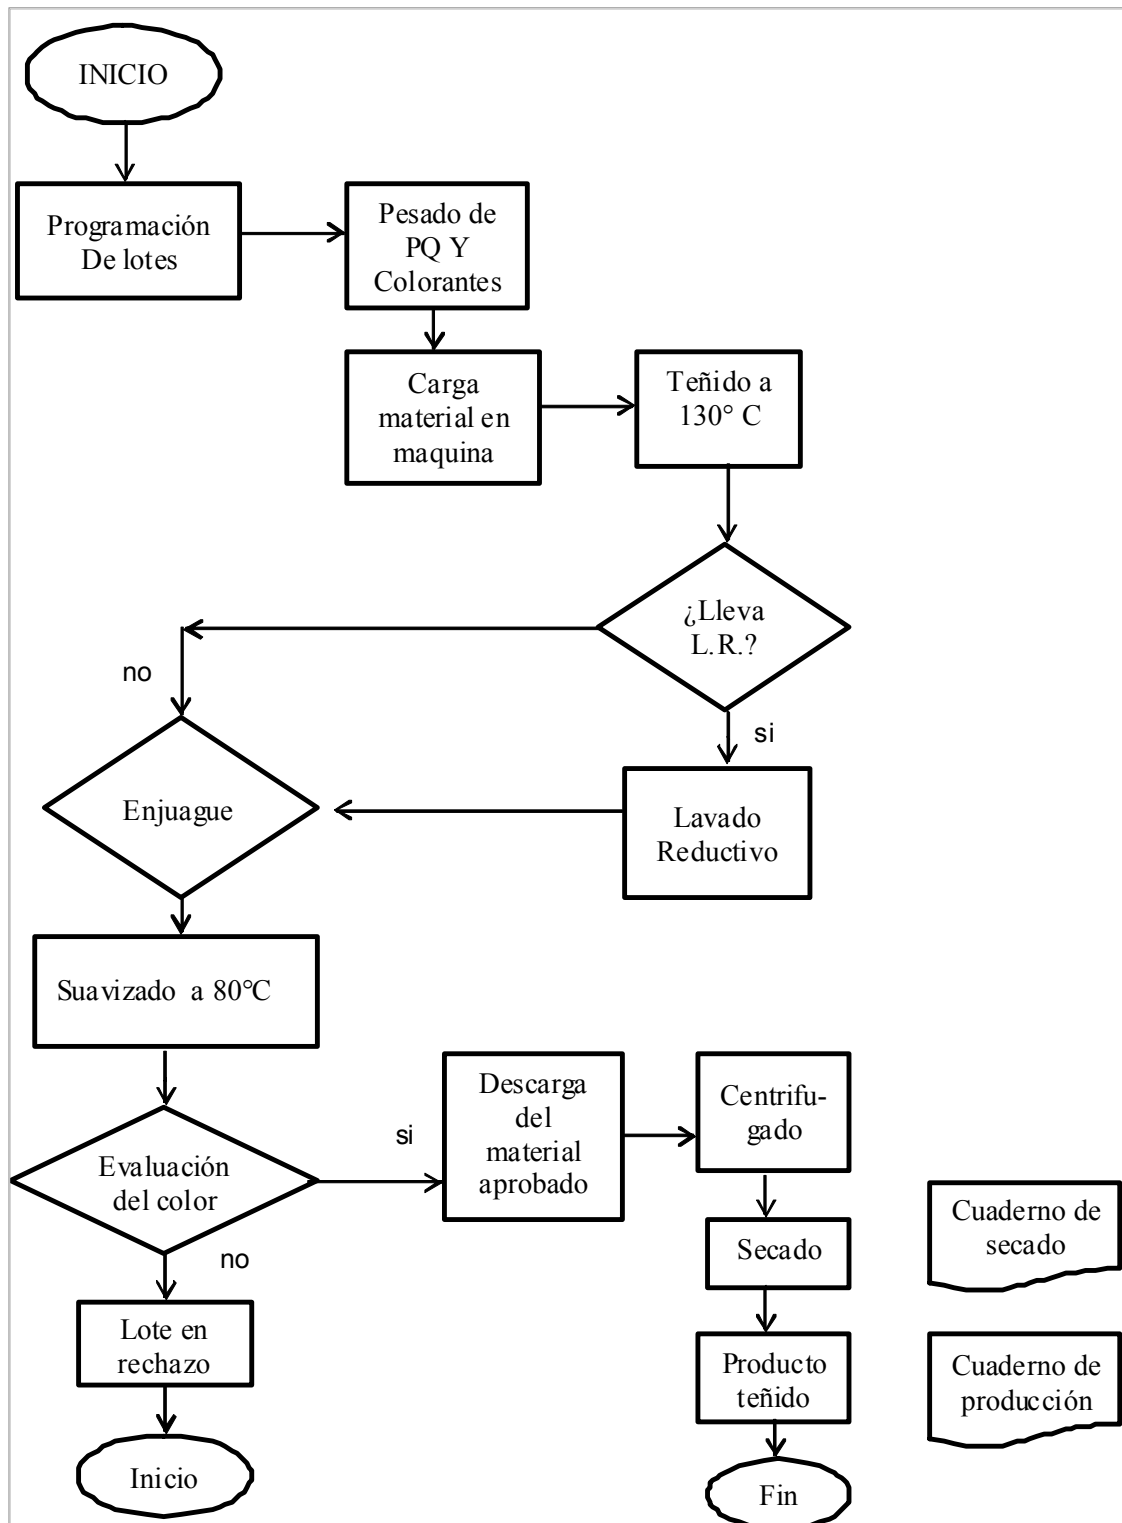 INICIO
Programación
De lotes
Pesado de
PQ Y
Colorantes
Carga
material en
maquina
Teñido a
130° C
¿Lleva
L.R.?
no
si
Enjuague
Lavado
Reductivo
Suavizado a 80°C
Evaluación
del color
si
no
Descarga
del
material
aprobado
Centrifu-
gado
Secado
Cuaderno de
secado
Lote en
rechazo
Producto
teñido
Cuaderno de
producción
Inicio
Fin